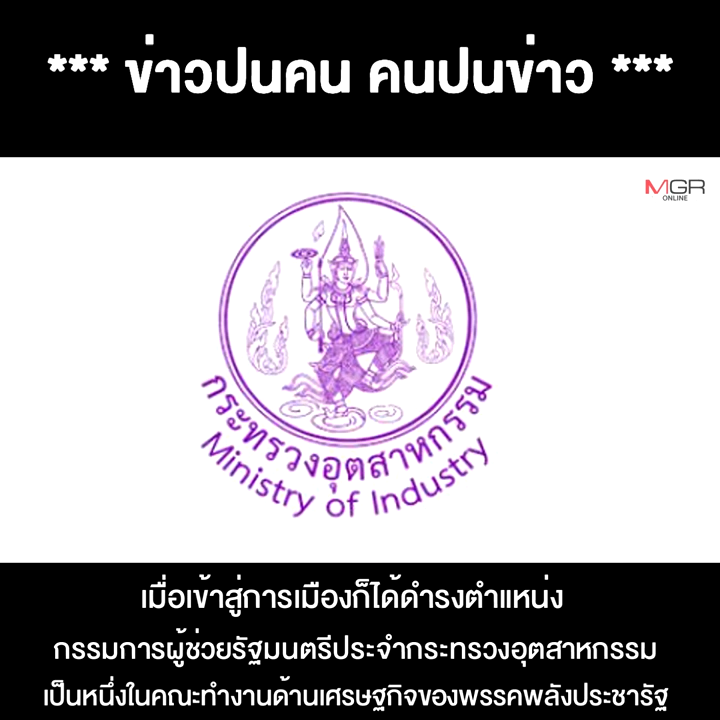 *** ข่าวปนคน คนปนข่าว ***
MGR
ONLINE
กระทรวงอุตสาหกรรม
Ministry of Industry
เมื่อเข้าสู่การเมืองก็ได้ดำรงตำแหน่ง
กรรมการผู้ช่วยรัฐมนตรีประจำกระทรวงอุตสาหกรรม
เป็นหนึ่งในคณะทำงานด้านเศรษฐกิจของพรรคพลังประชารัฐ